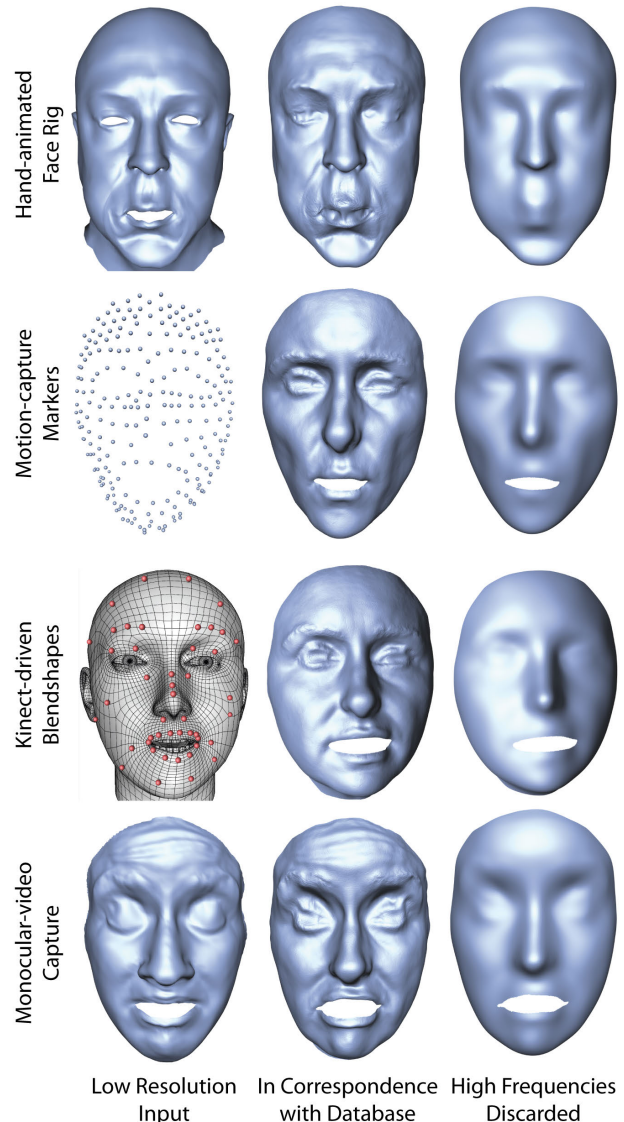 Hand-animated
Face Rig
Motion-capture
Markers
Kinect-driven
Blendshapes
Monocular-video
Capture
Low Resolution
Input
In Correspondence
with Database
High Frequencies
Discarded